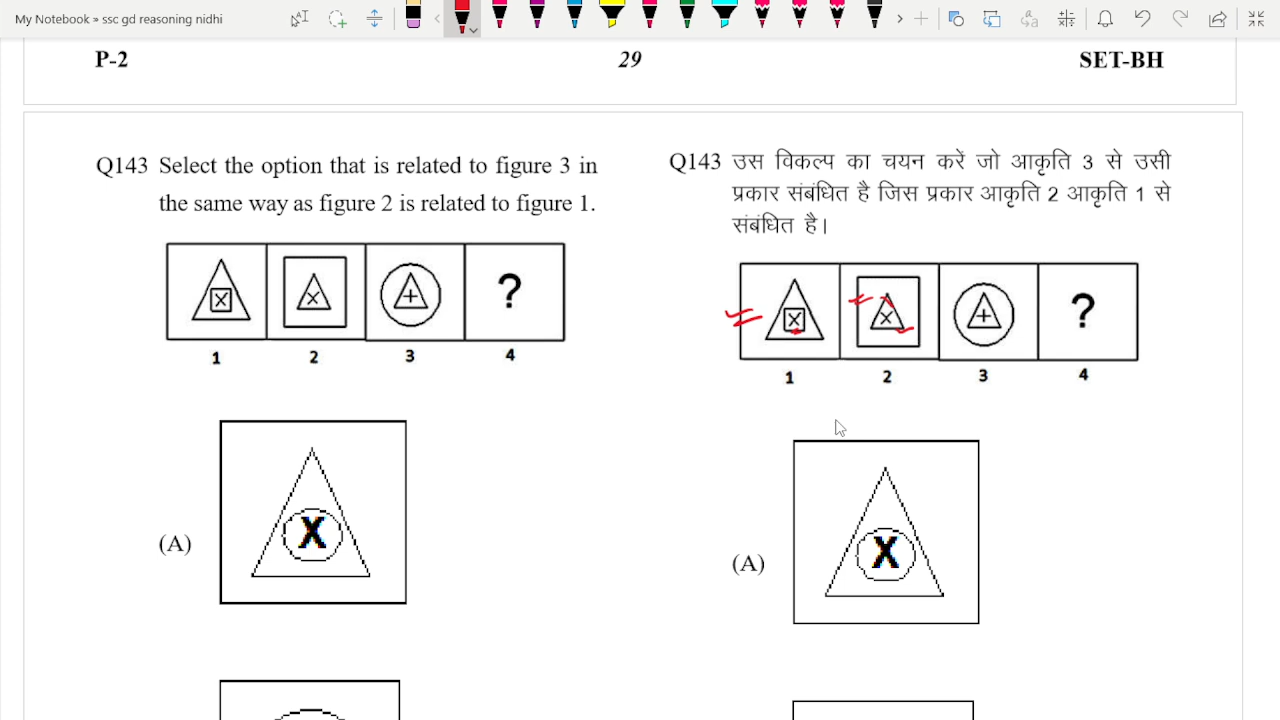 My Notebook » ssc gd reasoning nidhi
P-2 29 SET-BH
Q143 Select the option that is related to figure 3 in
the same way as figure 2 is related to figure 1.
X X + ?
1 2 3 4
(A) X
Q143 उस विकल्प का चयन करें जो आकृति 3 से उसी
प्रकार संबंधित है जिस प्रकार आकृति 2 आकृति 1 से
संबंधित है।
X X + ?
1 2 3 4
(A) X